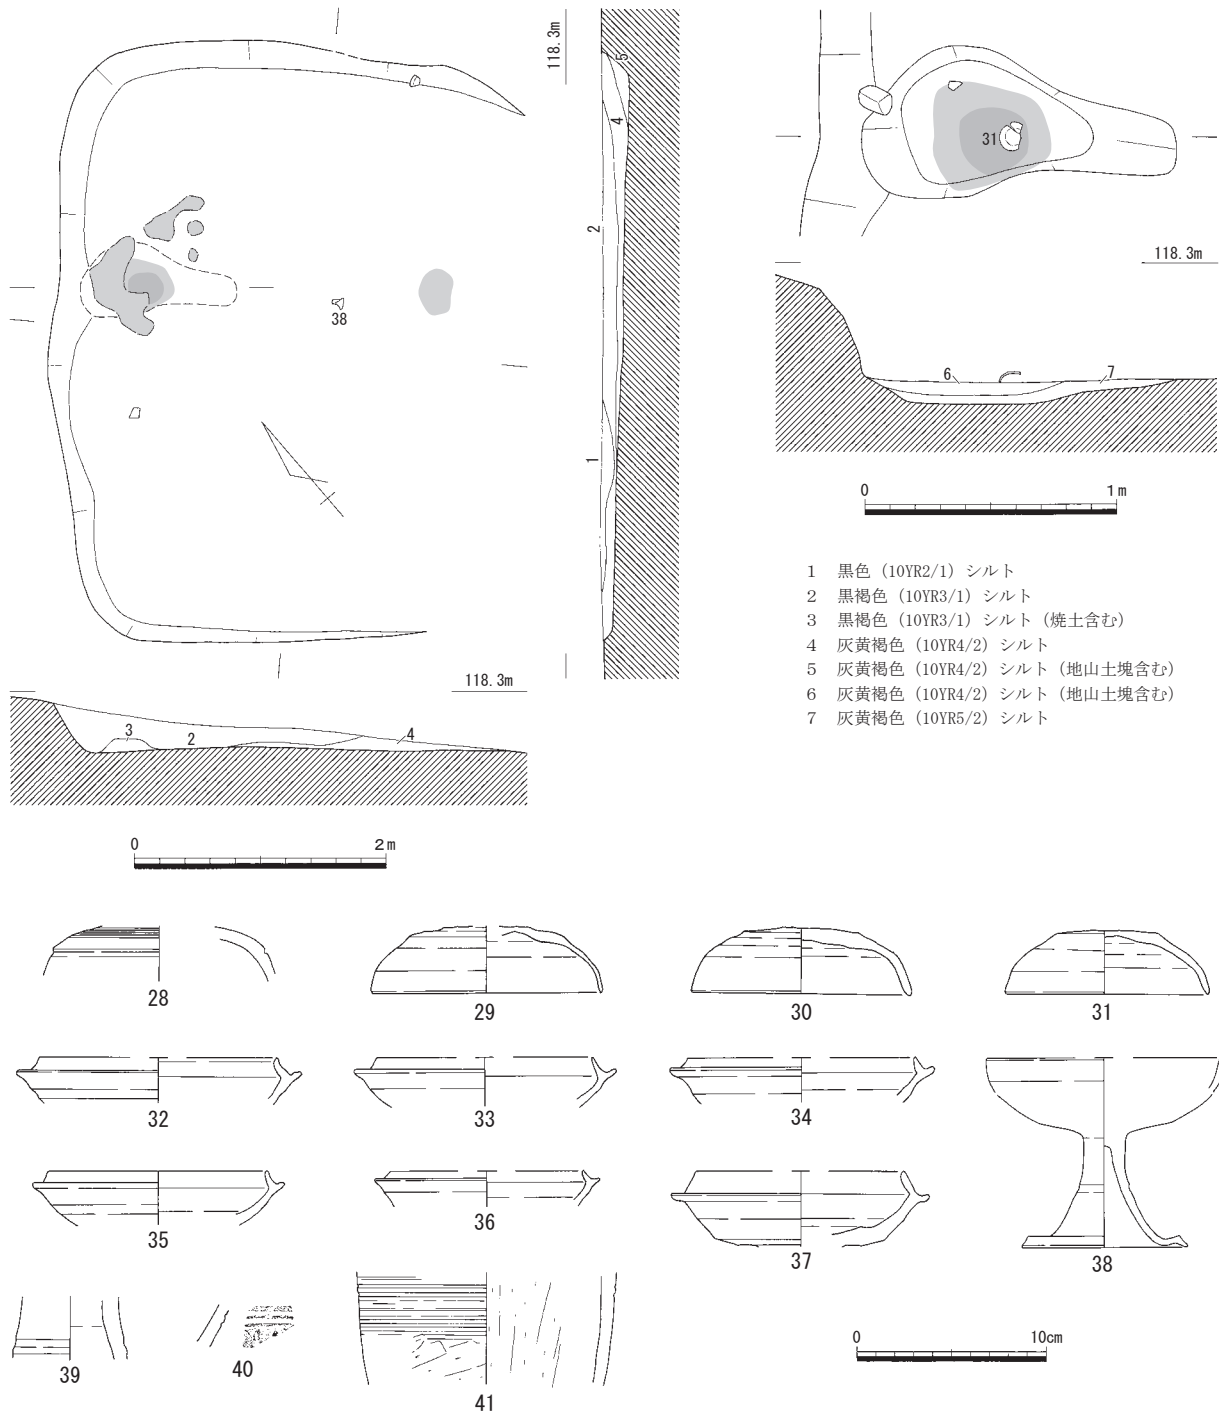 118.3m
5
4
2
1
38
31
118.3m
6
7
0 1m
1 黒色（10YR2/1）シルト
2 黒褐色（10YR3/1）シルト
3 黒褐色（10YR3/1）シルト（焼土含む）
4 灰黄褐色（10YR4/2）シルト
5 灰黄褐色（10YR4/2）シルト（地山土塊含む）
6 灰黄褐色（10YR4/2）シルト（地山土塊含む）
7 灰黄褐色（10YR5/2）シルト
118.3m
3
2
4
0 2m
28
29
30
31
32
33
34
35
36
37
38
39
40
41
0 10cm